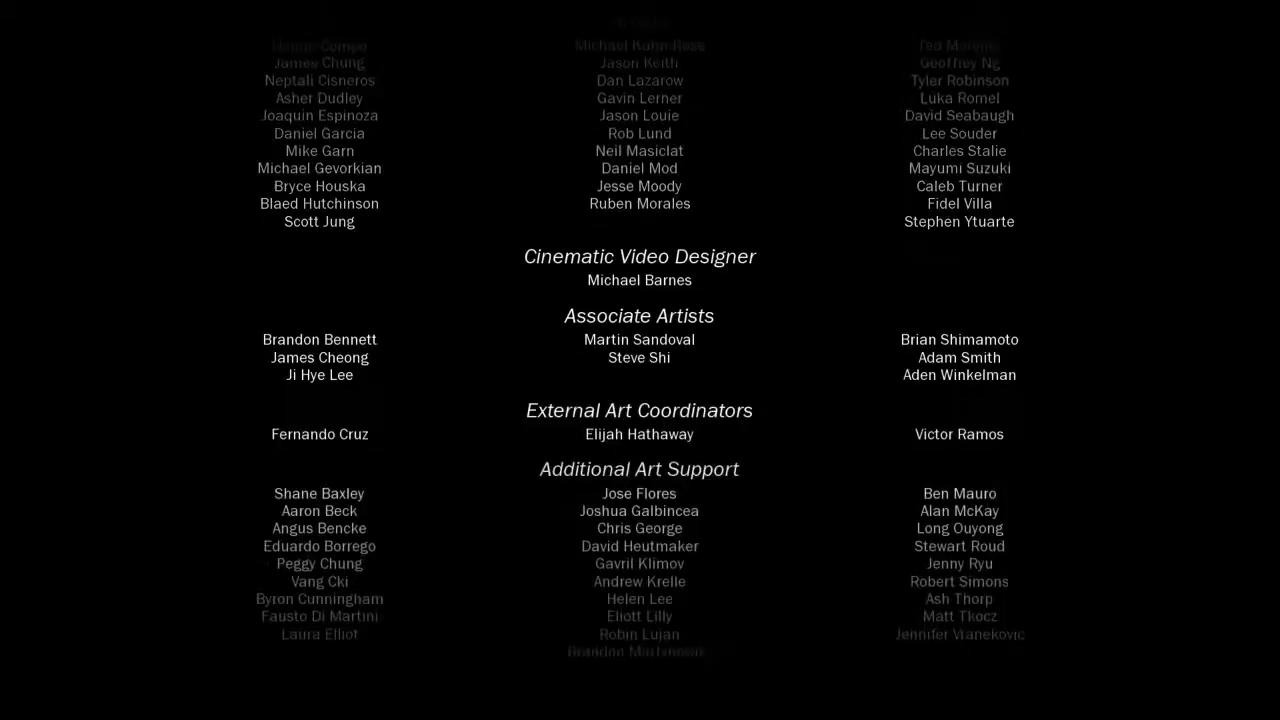 Compo Michael Kuhn-Rose Ted
James Chung Jason Keith Geoffrey Ng
Neptali Cisneros Dan Lazarow Tyler Robinson
Asher Dudley Gavin Lerner Luka Romel
Joaquin Espinoza Jason Louie David Seabaugh
Daniel Garcia Rob Lund Lee Souder
Mike Garn Neil Masiclat Charles Stalie
Michael Gevorkian Daniel Mod Mayumi Suzuki
Bryce Houska Jesse Moody Caleb Turner
Blaed Hutchinson Ruben Morales Fidel Villa
Scott Jung Stephen Ytuarte
Cinematic Video Designer
Michael Barnes
Associate Artists
Brandon Bennett Martin Sandoval Brian Shimamoto
James Cheong Steve Shi Adam Smith
Ji Hye Lee Aden Winkelman
External Art Coordinators
Fernando Cruz Elijah Hathaway Victor Ramos
Additional Art Support
Shane Baxley Jose Flores Ben Mauro
Aaron Beck Joshua Galbincea Alan McKay
Angus Bencke Chris George Long Ouyong
Eduardo Borrego David Heutmaker Stewart Roud
Peggy Chung Gavril Klimov Jenny Ryu
Vang Cki Andrew Krelle Robert Simons
Byron Cunningham Helen Lee Ash Thorp
Fausto Di Martini Eliott Lilly Matt Tkocz
Laura Elliot Robin Lujan Jennifer Vranekovic
Brandon